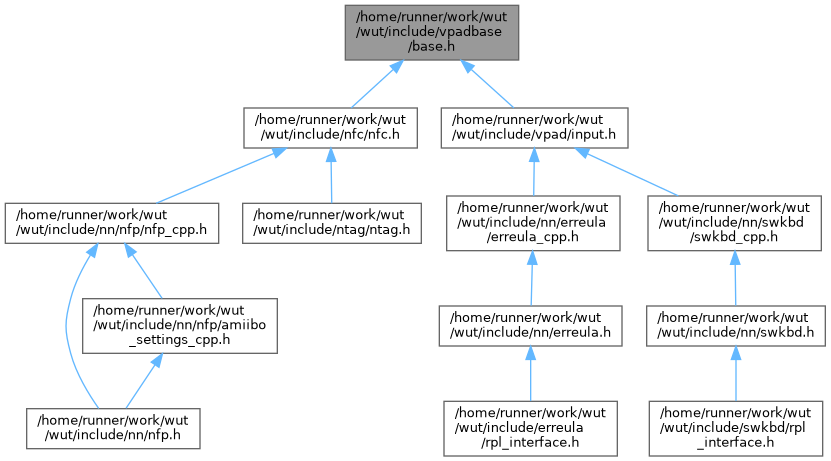 /home/runner/work/wut
/wut/include/vpadbase
/base.h
/home/runner/work/wut
/wut/include/nfc/nfc.h
/home/runner/work/wut
/wut/include/vpad/input.h
/home/runner/work/wut
/wut/include/nn/nfp/nfp_cpp.h
/home/runner/work/wut
/wut/include/ntag/ntag.h
/home/runner/work/wut
/wut/include/nn/erreula
/erreula_cpp.h
/home/runner/work/wut
/wut/include/nn/swkbd
/swkbd_cpp.h
/home/runner/work/wut
/wut/include/nn/nfp/amiibo
_settings_cpp.h
/home/runner/work/wut
/wut/include/nn/erreula.h
/home/runner/work/wut
/wut/include/nn/swkbd.h
/home/runner/work/wut
/wut/include/nn/nfp.h
/home/runner/work/wut
/wut/include/erreula
/rpl_interface.h
/home/runner/work/wut
/wut/include/swkbd/rpl
_interface.h